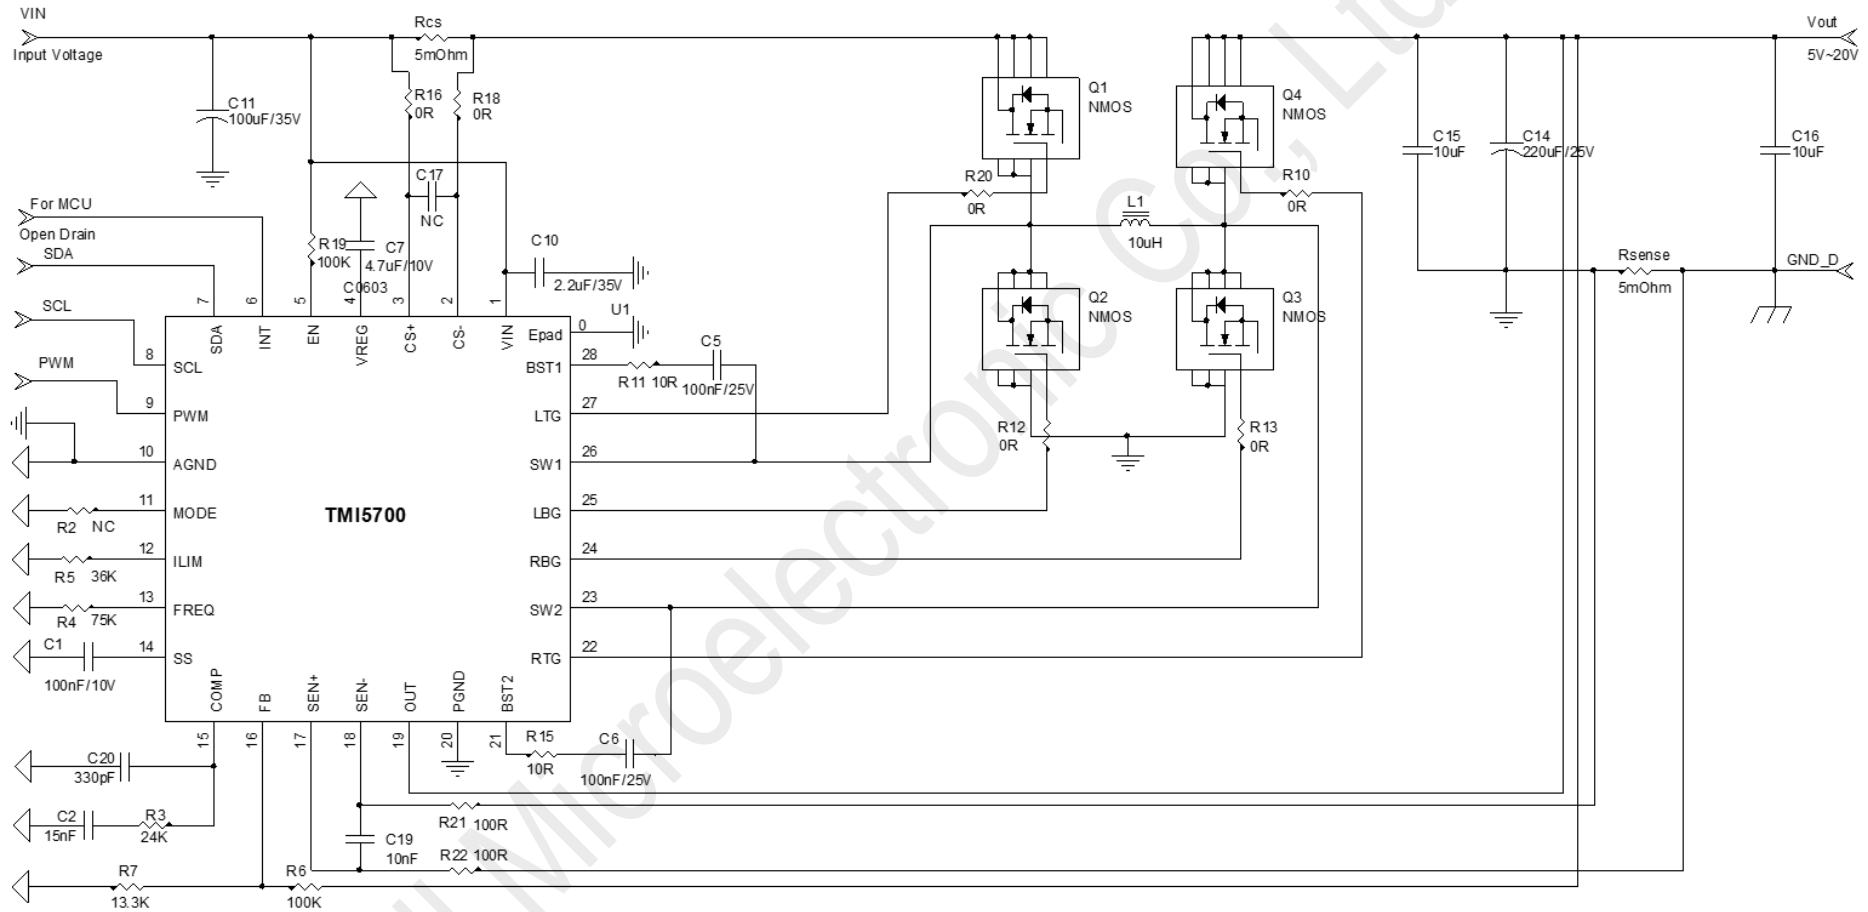 VIN
Input Voltage
Rcs
5mOhm
Vout
5V~20V
C11
100uF/35V
R16
0R
R18
0R
Q1
NMOS
Q4
NMOS
C15
10uF
C14
220uF/25V
C16
10uF
C17
NC
For MCU
Open Drain
SDA
R19
100K
C7
4.7uF/10V
C0603
C10
2.2uF/35V
R20
0R
R10
0R
L1
10uH
Rsense
5mOhm
GND_D
SCL
PWM
7
6
5
4
3
2
1
SDA
INT
EN
VREG
CS+
CS-
VIN
U1
Epad
0
Q2
NMOS
Q3
NMOS
8
SCL
BST1
28
R11 10R
C5
100nF/25V
9
PWM
LTG
27
R12
0R
R13
0R
10
AGND
SW1
26
11
MODE
R2
NC
TMI5700
LBG
25
12
ILIM
R5
36K
RBG
24
13
FREQ
R4
75K
SW2
23
C1
14
SS
100nF/10V
RTG
22
COMP
FB
SEN+
SEN-
OUT
PGND
BST2
15
16
17
18
19
20
21
R15
10R
C6
100nF/25V
C20
330pF
C2
15nF
R3
24K
R21 100R
C19
10nF
R22 100R
R7
13.3K
R6
100K
Microelectronic Co., Ltd